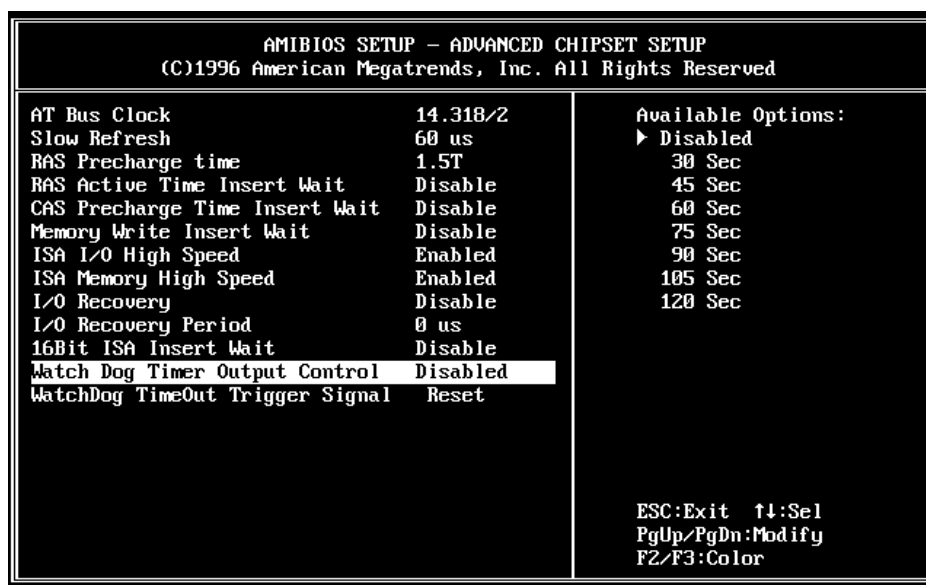 AMIBIOS SETUP – ADVANCED CHIPSET SETUP
(C)1996 American Megatrends, Inc. All Rights Reserved
AT Bus Clock 14.318/2
Slow Refresh 60 us
RAS Precharge time 1.5T
RAS Active Time Insert Wait Disable
CAS Precharge Time Insert Wait Disable
Memory Write Insert Wait Disable
ISA I/O High Speed Enabled
ISA Memory High Speed Enabled
I/O Recovery Disable
I/O Recovery Period 0 us
16Bit ISA Insert Wait Disable
Watch Dog Timer Output Control Disabled
WatchDog TimeOut Trigger Signal Reset
Available Options:
▶ Disabled
30 Sec
45 Sec
60 Sec
75 Sec
90 Sec
105 Sec
120 Sec
ESC:Exit ↑↓:Sel
PgUp/PgDn:Modify
F2/F3:Color